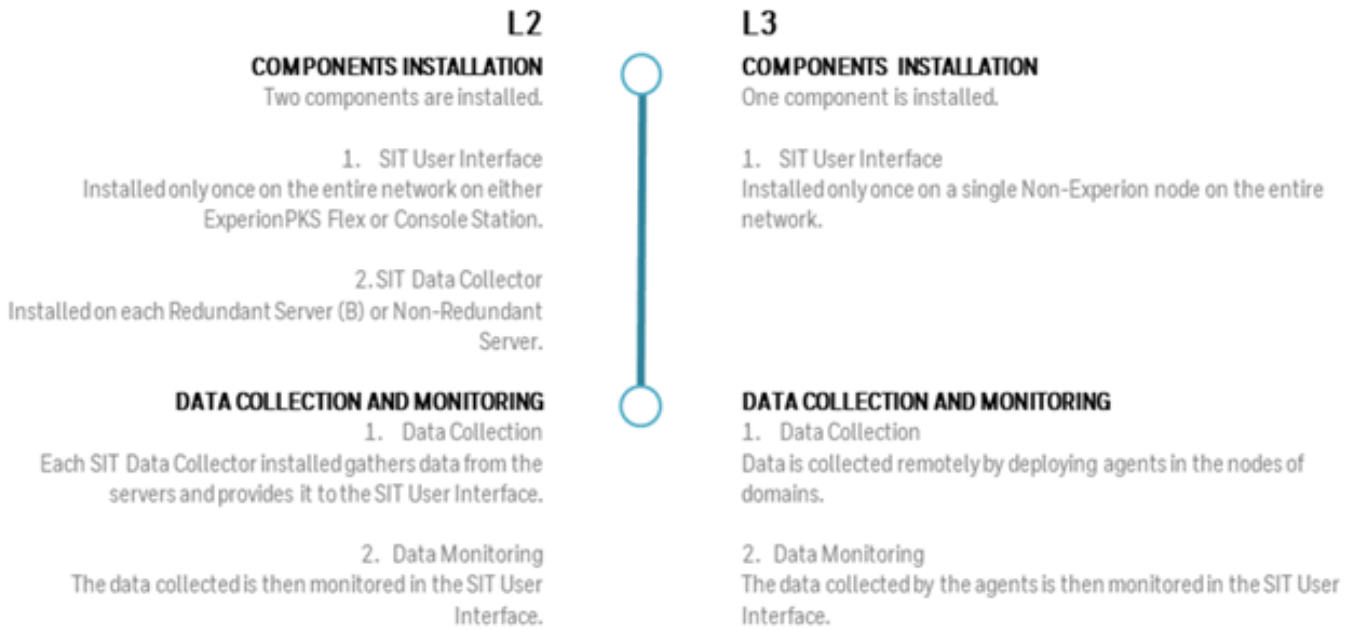 L2
COMPONENTS INSTALLATION
Two components are installed.
1. SIT User Interface
Installed only once on the entire network on either
ExperionPKS Flex or Console Station.
2. SIT Data Collector
Installed on each Redundant Server (B) or Non-Redundant
Server.
DATA COLLECTION AND MONITORING
1. Data Collection
Each SIT Data Collector installed gathers data from the
servers and provides it to the SIT User Interface.
2. Data Monitoring
The data collected is then monitored in the SIT User
Interface.
L3
COMPONENTS INSTALLATION
One component is installed.
1. SIT User Interface
Installed only once on a single Non-Experion node on the entire
network.
DATA COLLECTION AND MONITORING
1. Data Collection
Data is collected remotely by deploying agents in the nodes of
domains.
2. Data Monitoring
The data collected by the agents is then monitored in the SIT User
Interface.